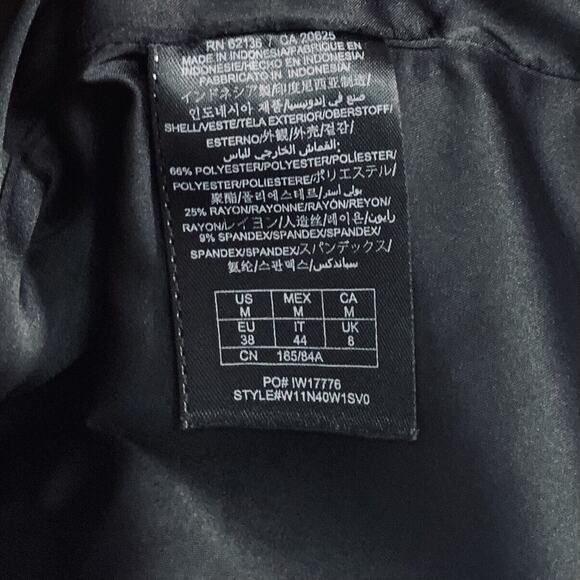 RN 62136 / CA 20625
MADE IN INDONESIA/FABRIQUE EN
INDONESIE/HECHO EN INDONESIA/
FABBRICATO IN INDONESIA/
インドネシア製/印度尼西亚制造/
인도네시아 제품/صنع في إندونيسيا
SHELL/VESTE/TELA EXTERIOR/OBERSTOFF/
ESTERNO/外観/外壳/겉감/
القماش الخارجي للباس:
66% POLYESTER/POLYESTER/POLIÉSTER/
POLYESTER/POLIESTERE/ポリエステル/
聚酯/폴리에스테르/بولي إستر/
25% RAYON/RAYONNE/RAYÓN/REYON/
RAYON/レイヨン/人造丝/레이온/رايون/
9% SPANDEX/SPANDEX/SPANDEX/
SPANDEX/SPANDEX/スパンデックス/
氨纶/스판덱스/سباندكس
US MEX CA
M M M
EU IT UK
38 44 8
CN 165/84A
PO# IW17776
STYLE#W11N40W1SV0